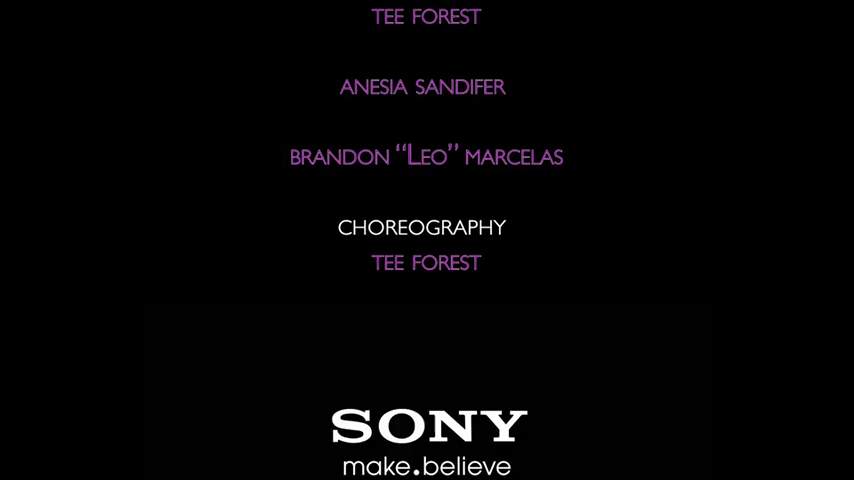 TEE FOREST
ANESIA SANDIFER
BRANDON “LEO” MARCELAS
CHOREOGRAPHY
TEE FOREST
SONY
make.believe